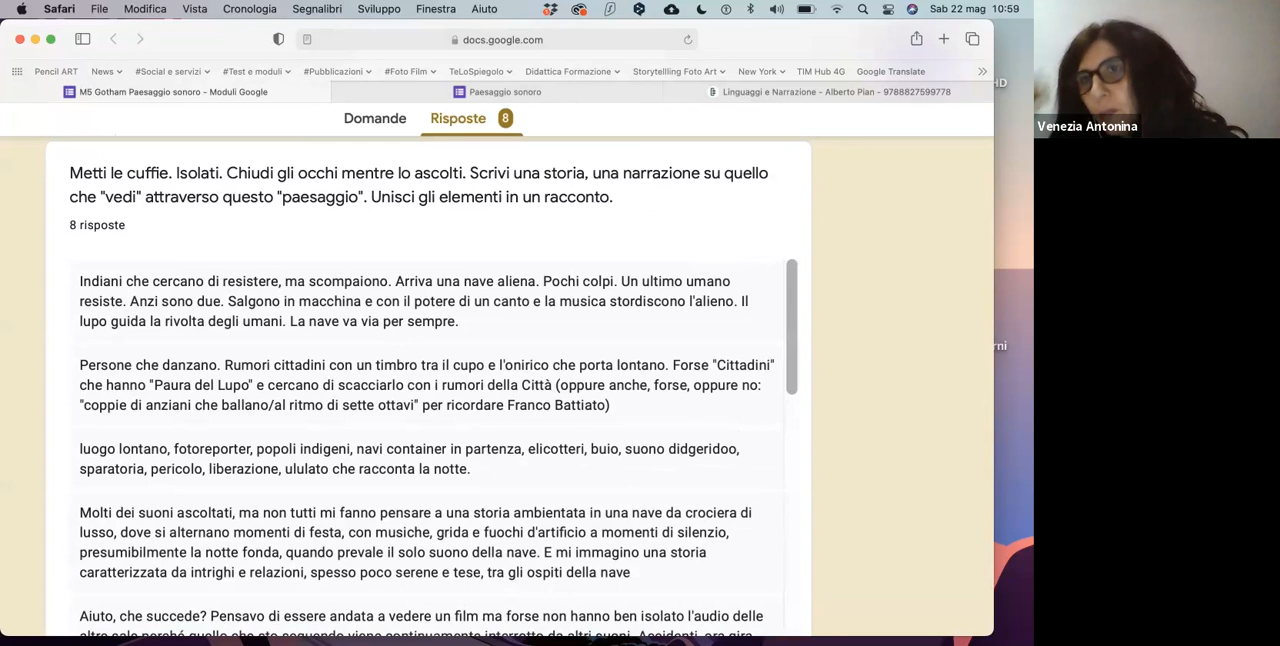 Safari File Modifica Vista Cronologia Segnalibri Sviluppo Finestra Aiuto Sab 22 mag 10:59
docs.google.com
Pencil ART News #Social e servizi #Test e moduli #Pubblicazioni #Foto Film TeLoSpiegolo Didattica Formazione Storytelling Foto Art New York TIM Hub 4G Google Translate
M5 Gotham Paesaggio sonoro - Moduli Google Paesaggio sonoro Linguaggi e Narrazione - Alberto Pian - 9788827599778
HD
Venezia Antonina
Domande Risposte 8
Metti le cuffie. Isolati. Chiudi gli occhi mentre lo ascolti. Scrivi una storia, una narrazione su quello
che "vedi" attraverso questo "paesaggio". Unisci gli elementi in un racconto.
8 risposte
Indiani che cercano di resistere, ma scompaiono. Arriva una nave aliena. Pochi colpi. Un ultimo umano
resiste. Anzi sono due. Salgono in macchina e con il potere di un canto e la musica stordiscono l'alieno. Il
lupo guida la rivolta degli umani. La nave va via per sempre.
rni
Persone che danzano. Rumori cittadini con un timbro tra il cupo e l'onirico che porta lontano. Forse "Cittadini"
che hanno "Paura del Lupo" e cercano di scacciarlo con i rumori della Città (oppure anche, forse, oppure no:
"coppie di anziani che ballano/al ritmo di sette ottavi" per ricordare Franco Battiato)
luogo lontano, fotoreporter, popoli indigeni, navi container in partenza, elicotteri, buio, suono didgeridoo,
sparatoria, pericolo, liberazione, ululato che racconta la notte.
Molti dei suoni ascoltati, ma non tutti mi fanno pensare a una storia ambientata in una nave da crociera di
lusso, dove si alternano momenti di festa, con musiche, grida e fuochi d'artificio a momenti di silenzio,
presumibilmente la notte fonda, quando prevale il solo suono della nave. E mi immagino una storia
caratterizzata da intrighi e relazioni, spesso poco serene e tese, tra gli ospiti della nave
Aiuto, che succede? Pensavo di essere andata a vedere un film ma forse non hanno ben isolato l'audio delle